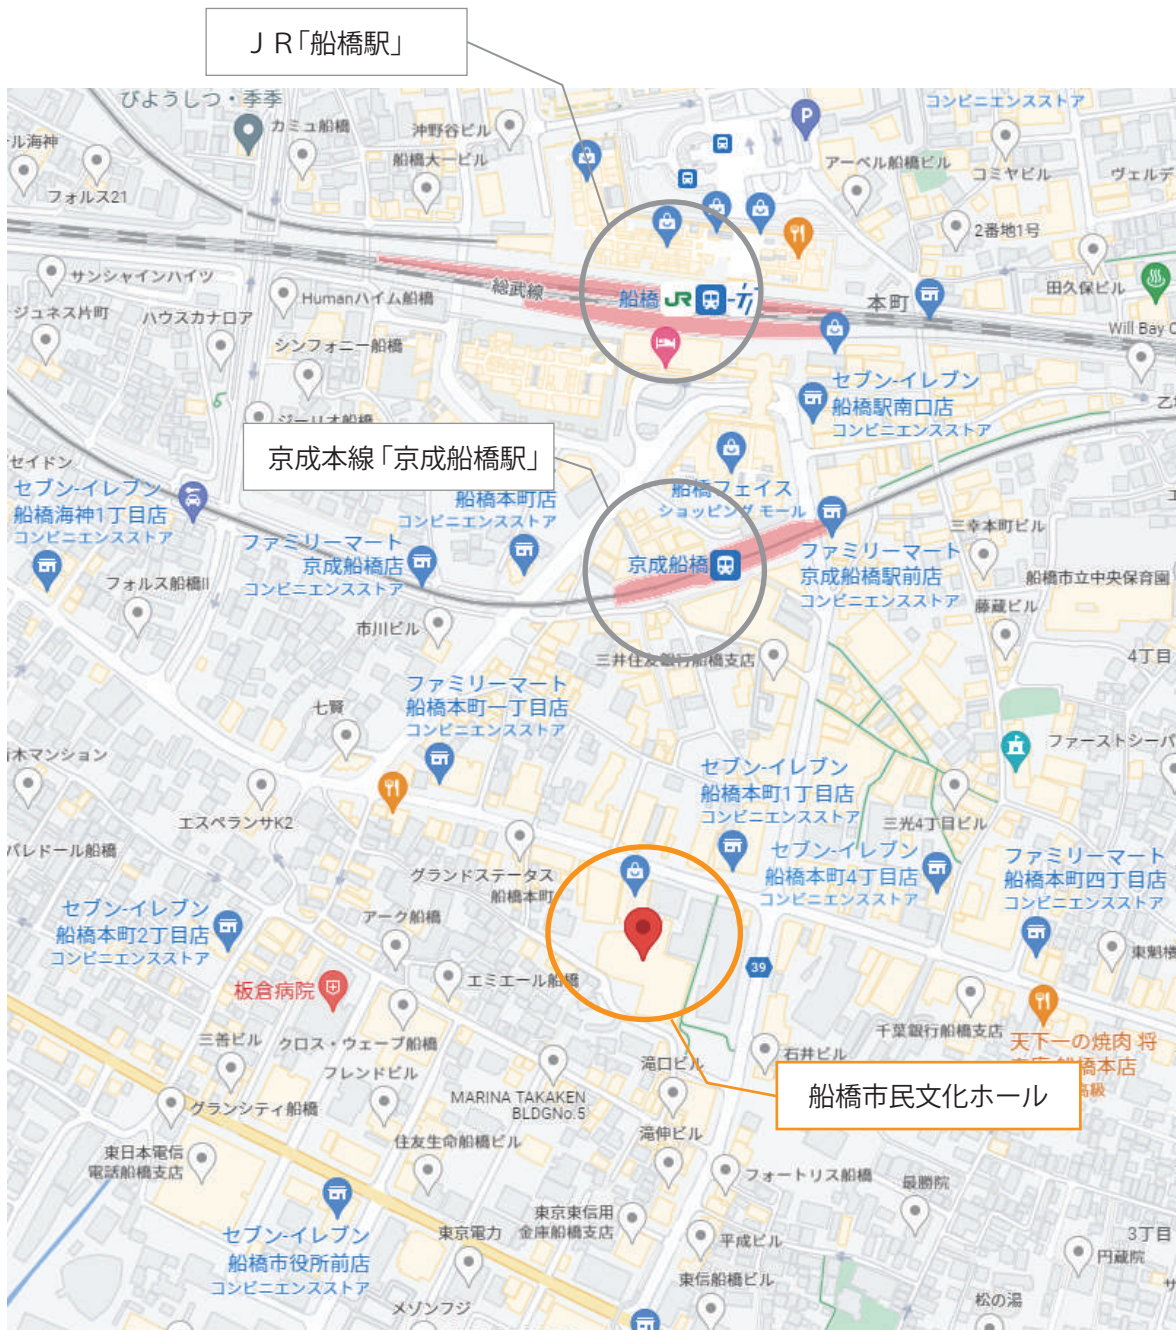 ＪＲ「船橋駅」
びようしつ・季季
カミュ船橋
沖野谷ビル
船橋大一ビル
コンビニエンスストア
アーベル船橋ビル
コミヤビル
ヴェルデ
ール海神
フォルス21
2番地1号
田久保ビル
サンシャインハイツ
総武線
船橋
JR
本町
Will Bay C
ジュネス片町
ハウスカナロア
Humanハイム船橋
シンフォニー船橋
ジーリオ船橋
セブン-イレブン
船橋駅南口店
コンビニエンスストア
京成本線「京成船橋駅」
セイドン
セブン-イレブン
船橋海神1丁目店
コンビニエンスストア
船橋本町店
コンビニエンスストア
船橋フェイス
ショッピング モール
三幸本町ビル
ファミリーマート
京成船橋店
コンビニエンスストア
京成船橋
ファミリーマート
京成船橋駅前店
コンビニエンスストア
船橋市立中央保育園
フォルス船橋II
市川ビル
藤蔵ビル
三井住友銀行船橋支店
4丁目
ファミリーマート
船橋本町一丁目店
コンビニエンスストア
七賢
木マンション
ファーストシーバ
セブン-イレブン
船橋本町1丁目店
コンビニエンスストア
エスペランサK2
三光4丁目ビル
バレドール船橋
グランドステータス
船橋本町
セブン-イレブン
船橋本町4丁目店
コンビニエンスストア
ファミリーマート
船橋本町四丁目店
コンビニエンスストア
セブン-イレブン
船橋本町2丁目店
コンビニエンスストア
アーク船橋
東魁楼
エミエール船橋
39
板倉病院
千葉銀行船橋支店
三善ビル
クロス・ウェーブ船橋
天下一の焼肉 将
船橋本店
高級
石井ビル
滝口ビル
フレンドビル
MARINA TAKAKEN
BLDGNo.5
船橋市民文化ホール
グランシティ船橋
滝伸ビル
住友生命船橋ビル
東日本電信
電話船橋支店
フォートリス船橋
最勝院
東京東信用
金庫船橋支店
セブン-イレブン
船橋市役所前店
コンビニエンスストア
東京電力
平成ビル
3丁目
円蔵院
東信船橋ビル
メゾンフジ
松の湯